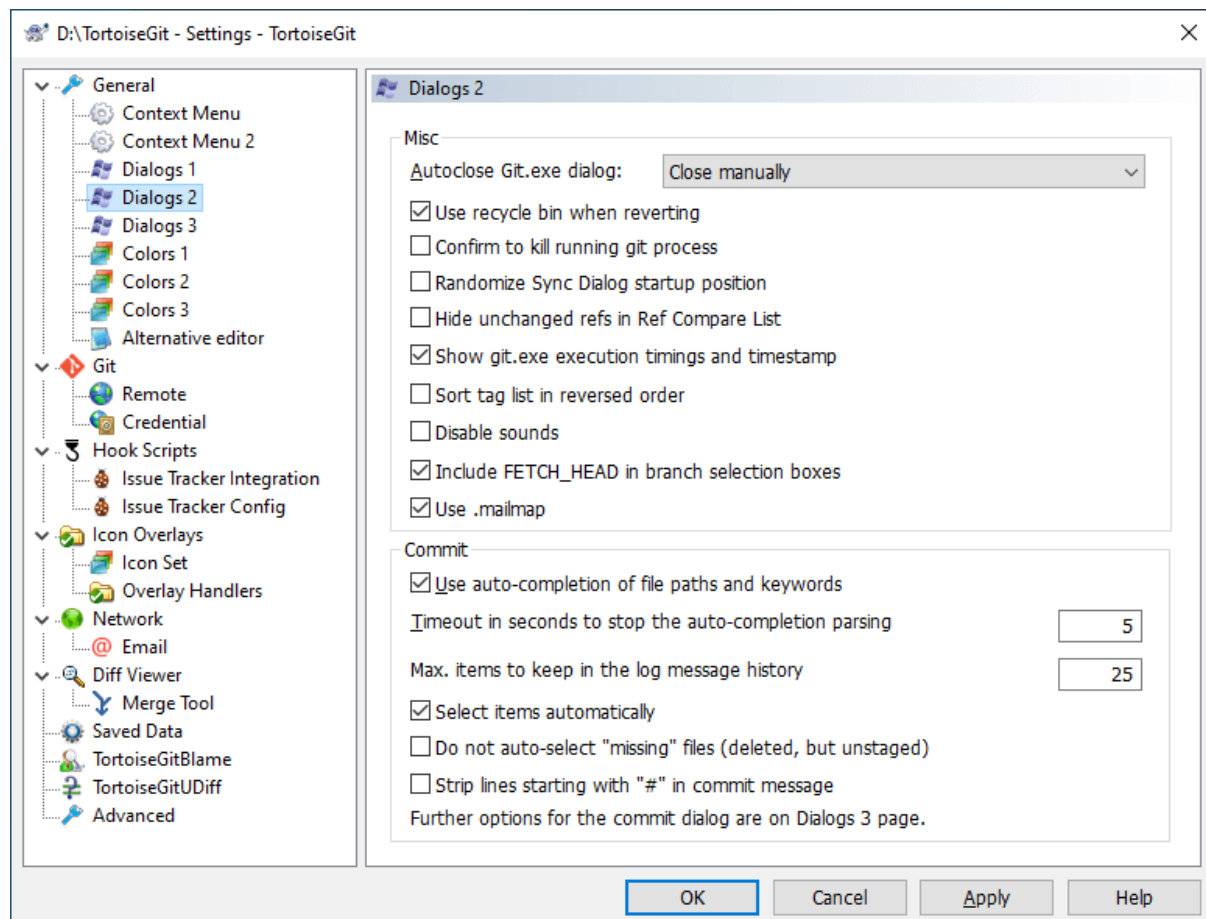 D:\TortoiseGit - Settings - TortoiseGit
General
Context Menu
Context Menu 2
Dialogs 1
Dialogs 2
Dialogs 3
Colors 1
Colors 2
Colors 3
Alternative editor
Git
Remote
Credential
Hook Scripts
Issue Tracker Integration
Issue Tracker Config
Icon Overlays
Icon Set
Overlay Handlers
Network
Email
Diff Viewer
Merge Tool
Saved Data
TortoiseGitBlame
TortoiseGitUDiff
Advanced
Dialogs 2
Misc
Autoclose Git.exe dialog: Close manually
Use recycle bin when reverting
Confirm to kill running git process
Randomize Sync Dialog startup position
Hide unchanged refs in Ref Compare List
Show git.exe execution timings and timestamp
Sort tag list in reversed order
Disable sounds
Include FETCH_HEAD in branch selection boxes
Use .mailmap
Commit
Use auto-completion of file paths and keywords
Timeout in seconds to stop the auto-completion parsing 5
Max. items to keep in the log message history 25
Select items automatically
Do not auto-select "missing" files (deleted, but unstaged)
Strip lines starting with "#" in commit message
Further options for the commit dialog are on Dialogs 3 page.
OK Cancel Apply Help